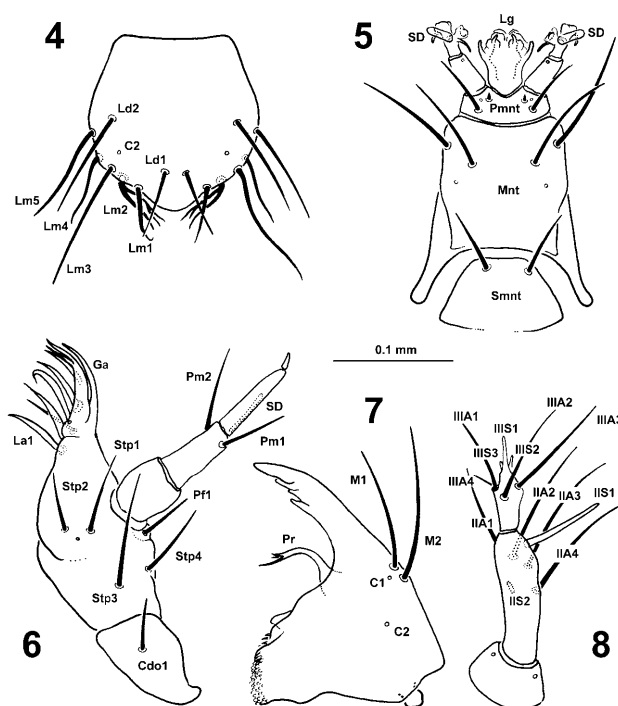 4
Ld2
C2
Ld1
Lm5
Lm4
Lm2
Lm1
Lm3
5
Lg
SD
SD
Pmnt
Mnt
Smnt
0.1 mm
6
Ga
La1
Stp1
Stp2
Pm2
SD
Pm1
Pf1
Stp4
Stp3
Cdo1
7
M1
M2
Pr
C1
C2
8
IIIA1
IIIS1
IIIA2
IIIA3
IIIS3
IIIS2
IIIA4
IIA2
IIA3
IIS1
IIA1
IIA4
IIS2